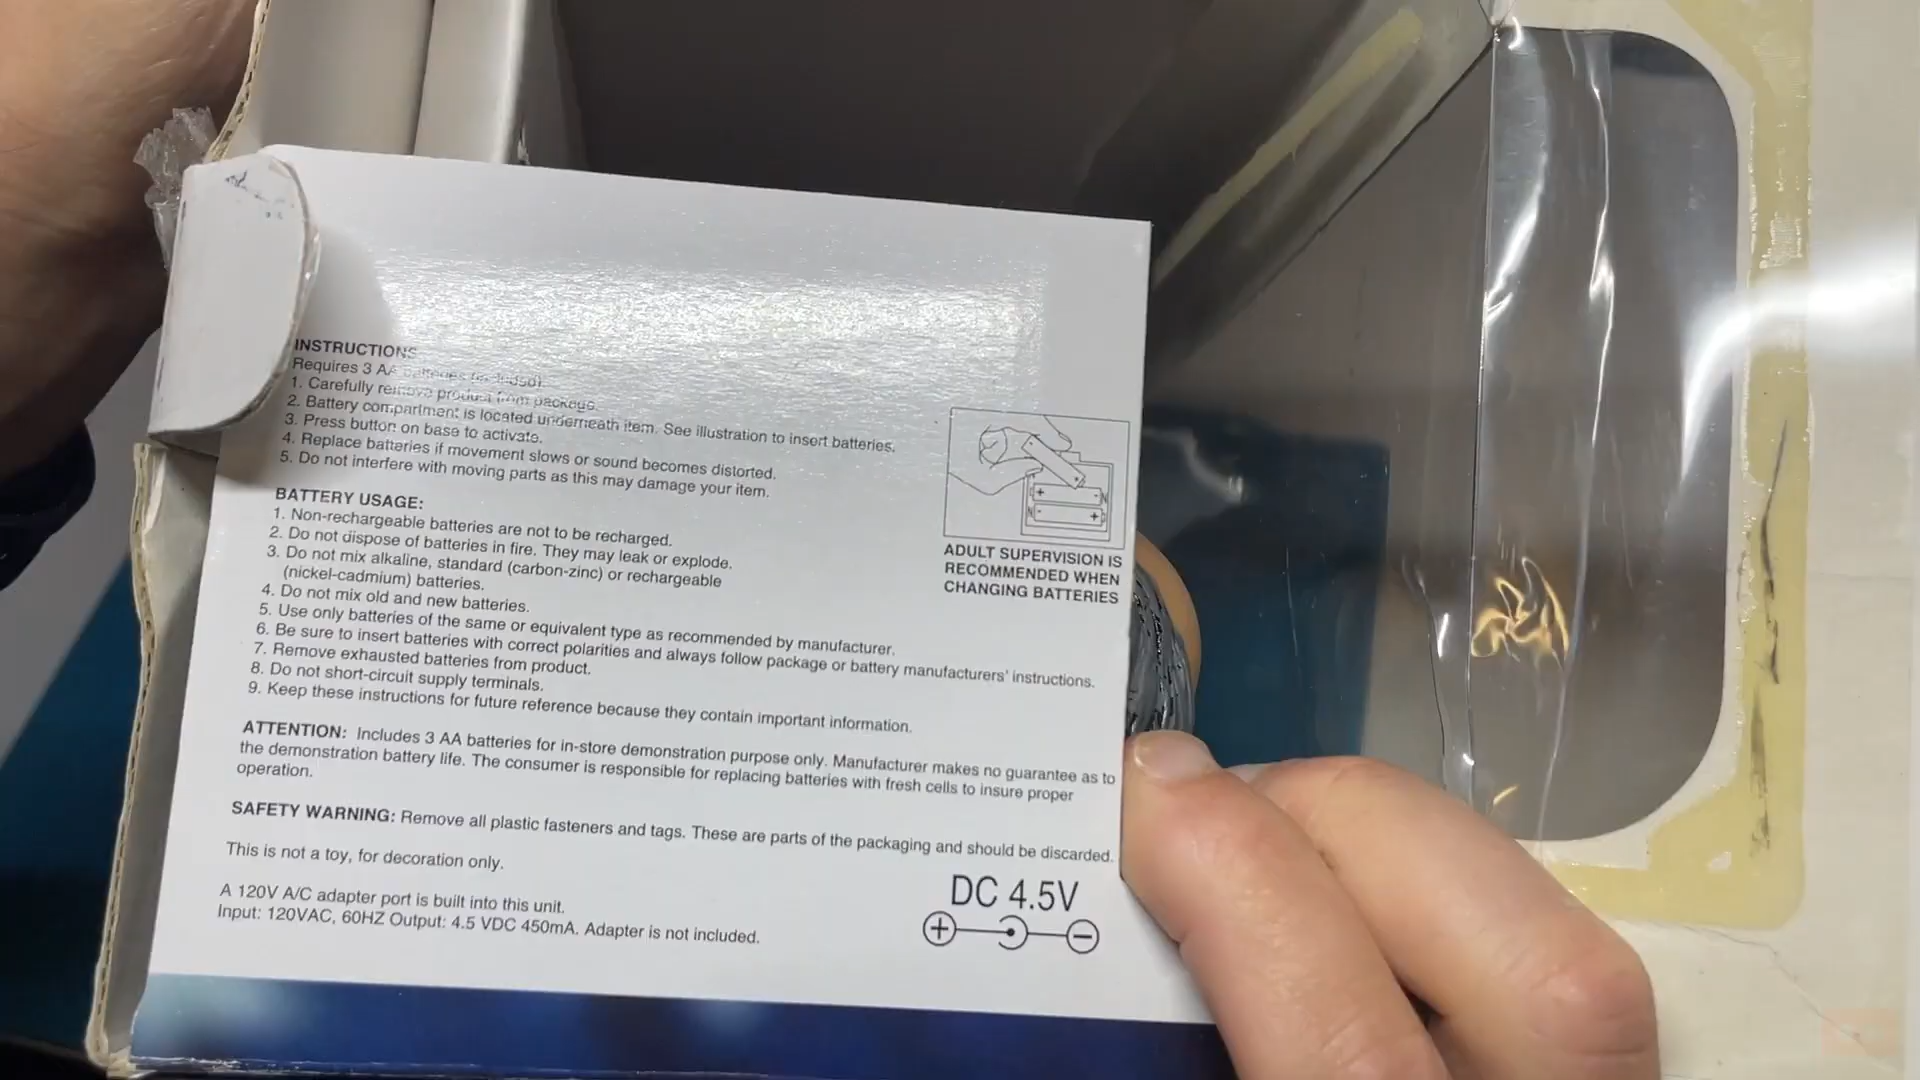 INSTRUCTIONS
Requires 3 AA batteries (included).
1. Carefully remove product from package.
2. Battery compartment is located underneath item. See illustration to insert batteries.
3. Press button on base to activate.
4. Replace batteries if movement slows or sound becomes distorted.
5. Do not interfere with moving parts as this may damage your item.
BATTERY USAGE:
1. Non-rechargeable batteries are not to be recharged.
2. Do not dispose of batteries in fire. They may leak or explode.
3. Do not mix alkaline, standard (carbon-zinc) or rechargeable
(nickel-cadmium) batteries.
4. Do not mix old and new batteries.
5. Use only batteries of the same or equivalent type as recommended by manufacturer.
6. Be sure to insert batteries with correct polarities and always follow package or battery manufacturers' instructions.
7. Remove exhausted batteries from product.
8. Do not short-circuit supply terminals.
9. Keep these instructions for future reference because they contain important information.
ADULT SUPERVISION IS
RECOMMENDED WHEN
CHANGING BATTERIES
ATTENTION: Includes 3 AA batteries for in-store demonstration purpose only. Manufacturer makes no guarantee as to
the demonstration battery life. The consumer is responsible for replacing batteries with fresh cells to insure proper
operation.
SAFETY WARNING: Remove all plastic fasteners and tags. These are parts of the packaging and should be discarded.
This is not a toy, for decoration only.
A 120V A/C adapter port is built into this unit.
Input: 120VAC, 60HZ Output: 4.5 VDC 450mA. Adapter is not included.
DC 4.5V